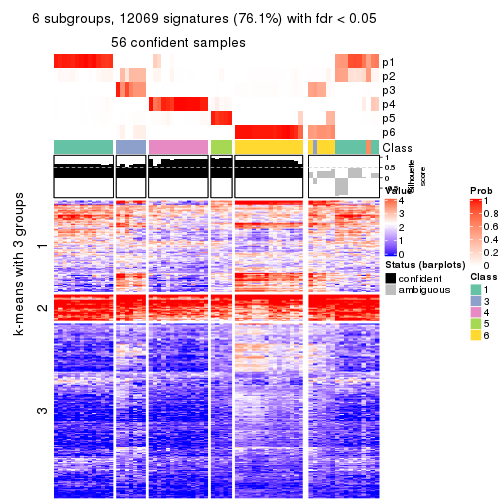 6 subgroups, 12069 signatures (76.1%) with fdr < 0.05
56 confident samples
p1
p2
p3
p4
p5
p6
Class
1
0.5
0
Silhouette
score
k-means with 3 groups
1
2
3
Value
4
3
2
1
0
Status (barplots)
confident
ambiguous
Prob
1
0.8
0.6
0.4
0.2
0
Class
1
3
4
5
6